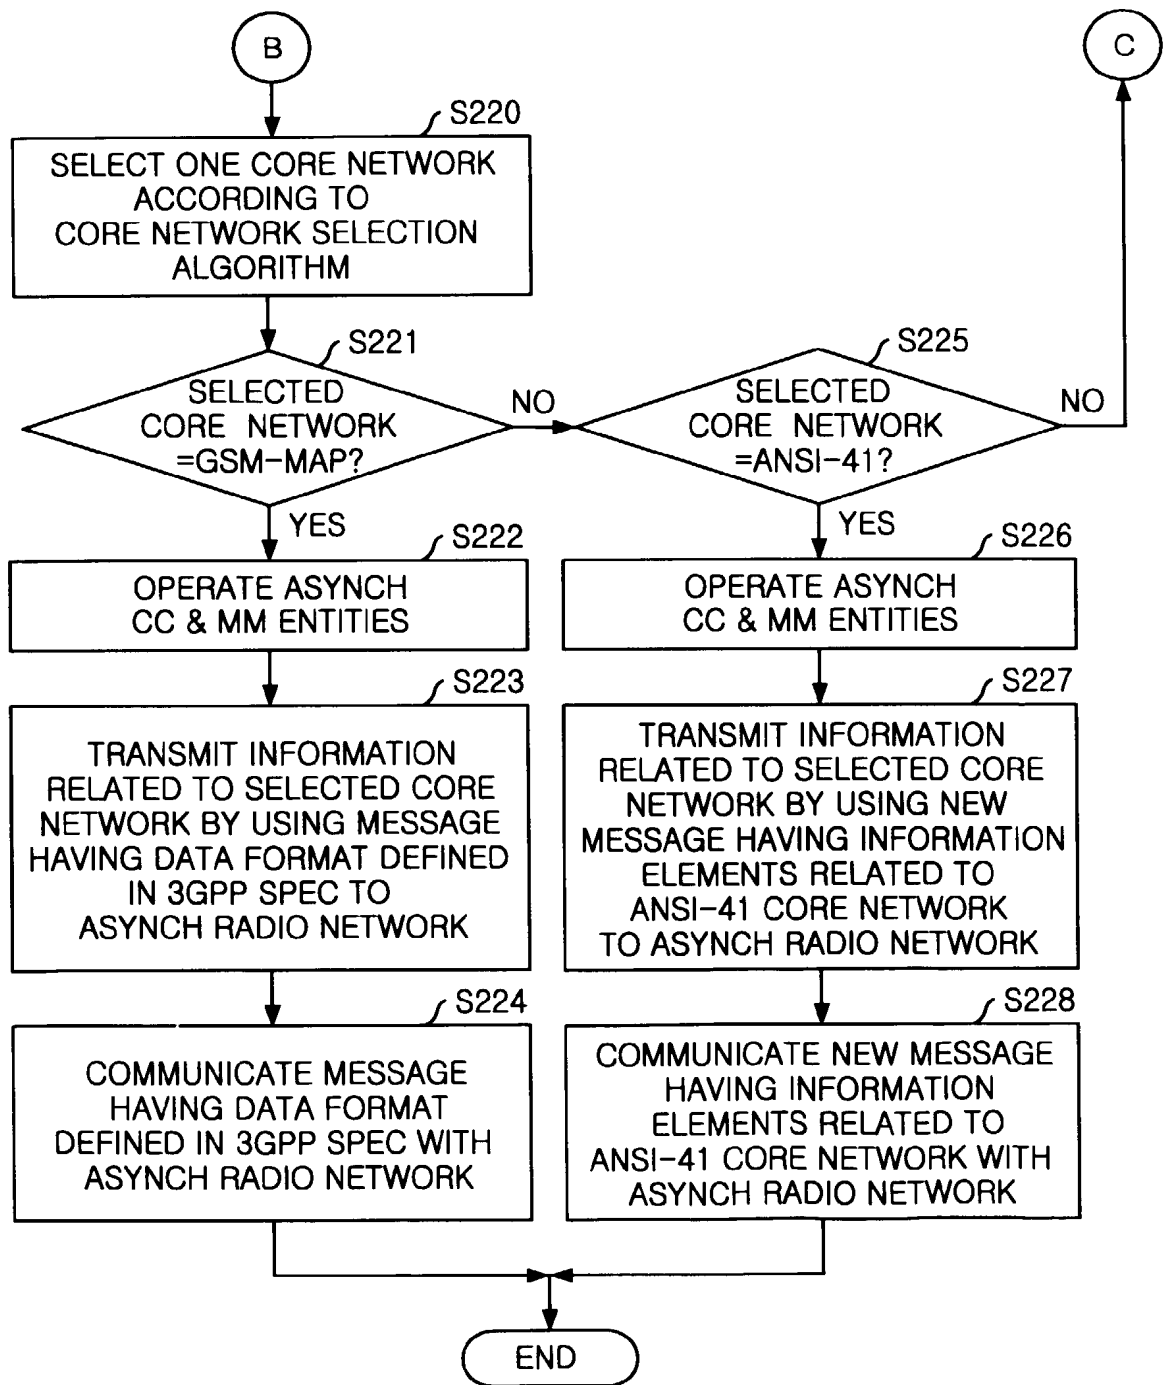 B
C
S220
SELECT ONE CORE NETWORK
ACCORDING TO
CORE NETWORK SELECTION
ALGORITHM
S221
SELECTED
CORE NETWORK
=GSM-MAP?
NO
S225
SELECTED
CORE NETWORK
=ANSI-41?
NO
YES
YES
S222
OPERATE ASYNCH
CC & MM ENTITIES
S226
OPERATE ASYNCH
CC & MM ENTITIES
S223
TRANSMIT INFORMATION
RELATED TO SELECTED CORE
NETWORK BY USING MESSAGE
HAVING DATA FORMAT DEFINED
IN 3GPP SPEC TO
ASYNCH RADIO NETWORK
S227
TRANSMIT INFORMATION
RELATED TO SELECTED CORE
NETWORK BY USING NEW
MESSAGE HAVING INFORMATION
ELEMENTS RELATED TO
ANSI-41 CORE NETWORK
TO ASYNCH RADIO NETWORK
S224
COMMUNICATE MESSAGE
HAVING DATA FORMAT
DEFINED IN 3GPP SPEC WITH
ASYNCH RADIO NETWORK
S228
COMMUNICATE NEW MESSAGE
HAVING INFORMATION
ELEMENTS RELATED TO
ANSI-41 CORE NETWORK WITH
ASYNCH RADIO NETWORK
END